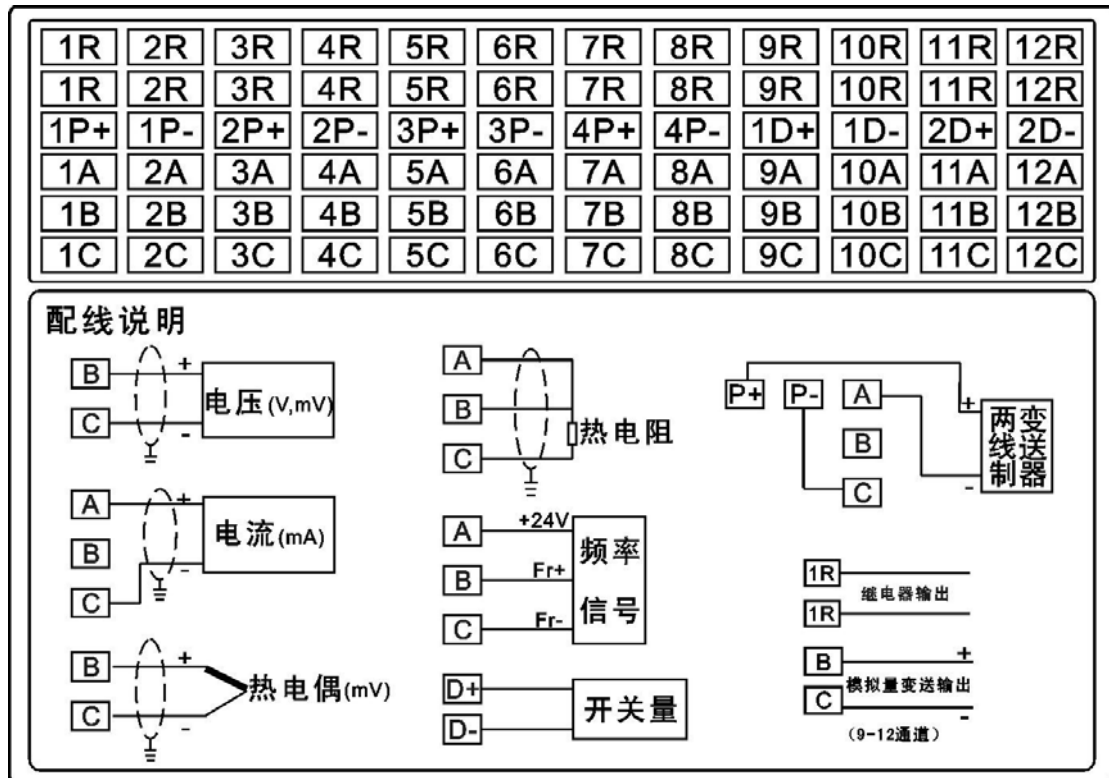 1R 2R 3R 4R 5R 6R 7R 8R 9R 10R 11R 12R
1R 2R 3R 4R 5R 6R 7R 8R 9R 10R 11R 12R
1P+ 1P- 2P+ 2P- 3P+ 3P- 4P+ 4P- 1D+ 1D- 2D+ 2D-
1A 2A 3A 4A 5A 6A 7A 8A 9A 10A 11A 12A
1B 2B 3B 4B 5B 6B 7B 8B 9B 10B 11B 12B
1C 2C 3C 4C 5C 6C 7C 8C 9C 10C 11C 12C
配线说明
B +
电压(V,mV)
C -
A +
B
电流(mA)
C -
B +
热电偶(mV)
C -
A
B
热电阻
C
A +24V
频率
B Fr+
信号
C Fr-
D+
开关量
D-
P+ P- A +
B
C -
两线制
变送器
1R
继电器输出
1R
B +
模拟量变送输出
C -
（9-12通道）